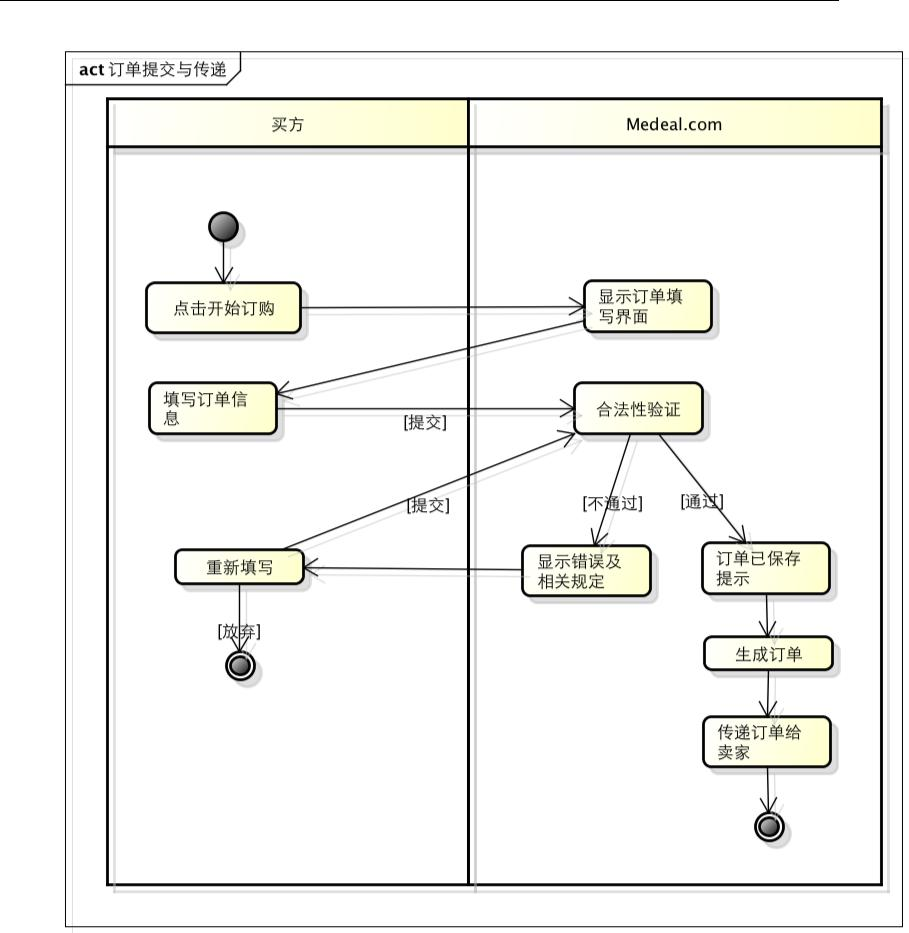 act 订单提交与传递
买方
Medeal.com
点击开始订购
显示订单填
写界面
填写订单信
息
[提交]
合法性验证
[提交]
[不通过]
[通过]
重新填写
显示错误及
相关规定
订单已保存
提示
[放弃]
生成订单
传递订单给
卖家